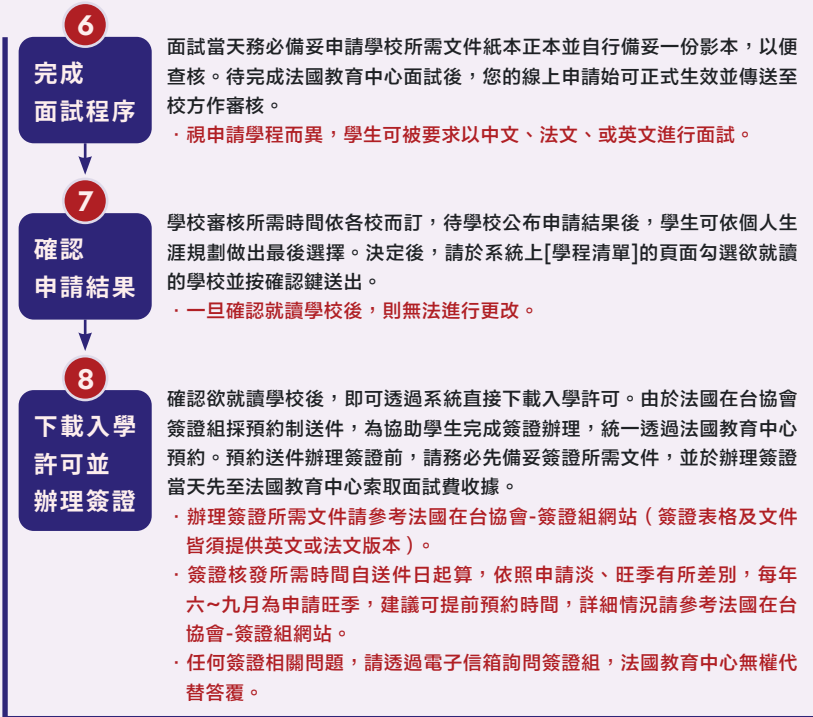 6
完成
面試程序
面試當天務必備妥申請學校所需文件紙本正本並自行備妥一份影本，以便
查核。待完成法國教育中心面試後，您的線上申請始可正式生效並傳送至
校方作審核。
·視申請學程而異，學生可被要求以中文、法文、或英文進行面試。
7
確認
申請結果
學校審核所需時間依各校而訂，待學校公布申請結果後，學生可依個人生
涯規劃做出最後選擇。決定後，請於系統上[學程清單]的頁面勾選欲就讀
的學校並按確認鍵送出。
·一旦確認就讀學校後，則無法進行更改。
8
下載入學
許可並
辦理簽證
確認欲就讀學校後，即可透過系統直接下載入學許可。由於法國在台協會
簽證組採預約制送件，為協助學生完成簽證辦理，統一透過法國教育中心
預約。預約送件辦理簽證前，請務必先備妥簽證所需文件，並於辦理簽證
當天先至法國教育中心索取面試費收據。
·辦理簽證所需文件請參考法國在台協會-簽證組網站（簽證表格及文件
皆須提供英文或法文版本）。
·簽證核發所需時間自送件日起算，依照申請淡、旺季有所差別，每年
六~九月為申請旺季，建議可提前預約時間，詳細情況請參考法國在台
協會-簽證組網站。
·任何簽證相關問題，請透過電子信箱詢問簽證組，法國教育中心無權代
替答覆。